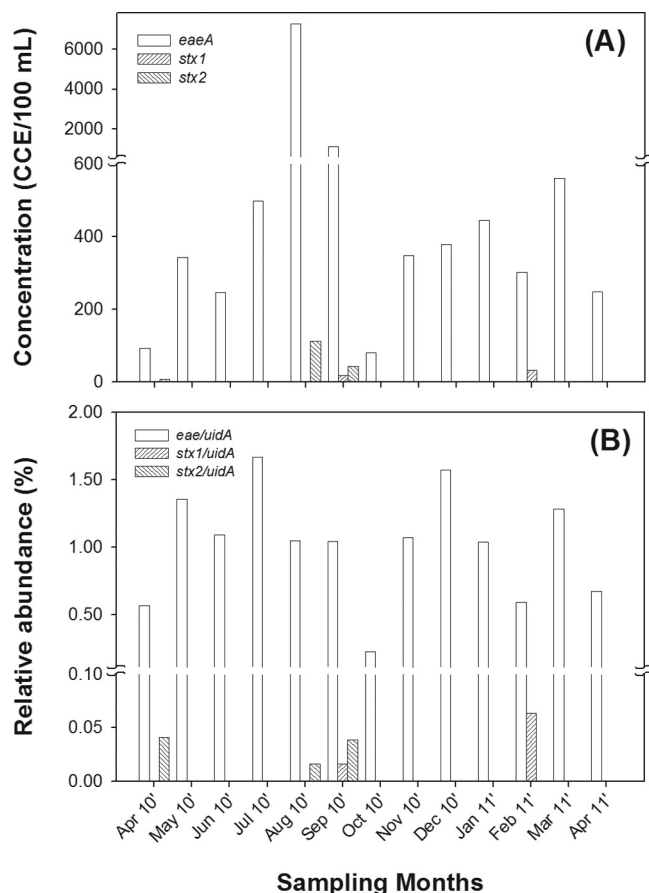 (A)
eaeA
stx1
stx2
Concentration (CCE/100 mL)
6000
4000
2000
600
400
200
0
(B)
eae/uidA
stx1/uidA
stx2/uidA
Relative abundance (%)
2.00
1.50
1.00
0.50
0.10
0.05
0.00
Apr 10'
May 10'
Jun 10'
Jul 10'
Aug 10'
Sep 10'
Oct 10'
Nov 10'
Dec 10'
Jan 11'
Feb 11'
Mar 11'
Apr 11'
Sampling Months